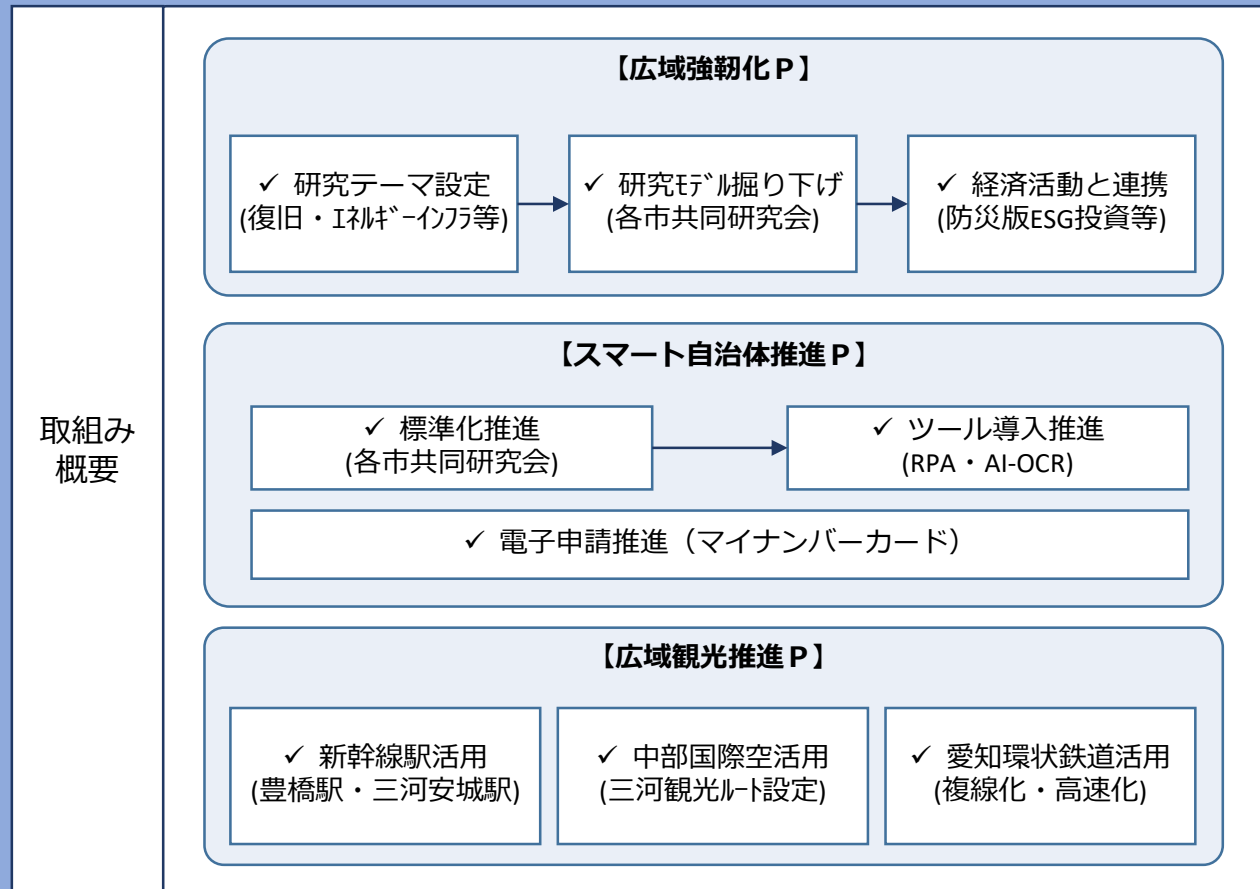 取組み
概要
【広域強靭化Ｐ】
✓ 研究テーマ設定
(復旧・ｴﾈﾙｷﾞｰｲﾝﾌﾗ等)
✓ 研究ﾓﾃﾞﾙ掘り下げ
(各市共同研究会)
✓ 経済活動と連携
(防災版ESG投資等)
【スマート自治体推進Ｐ】
✓ 標準化推進
(各市共同研究会)
✓ ツール導入推進
(RPA・AI-OCR)
✓ 電子申請推進（マイナンバーカード）
【広域観光推進Ｐ】
✓ 新幹線駅活用
(豊橋駅・三河安城駅)
✓ 中部国際空活用
(三河観光ﾙｰﾄ設定)
✓ 愛知環状鉄道活用
(複線化・高速化)